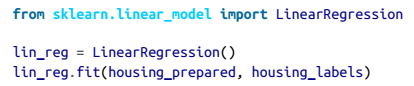 from sklearn.linear_model import LinearRegression
lin_reg = LinearRegression()
lin_reg.fit(housing_prepared, housing_labels)